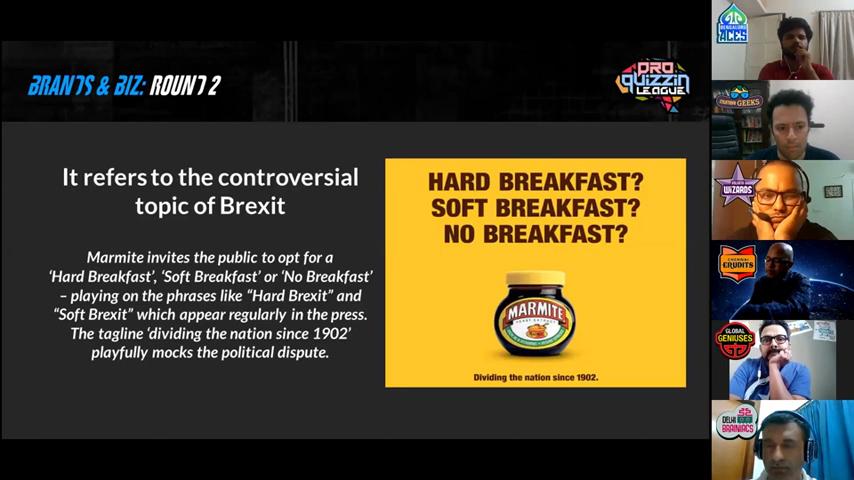 BRANDS & BIZ: ROUND 2
PRO
QUIZZIN
LEAGUE
It refers to the controversial
topic of Brexit
Marmite invites the public to opt for a
‘Hard Breakfast’, ‘Soft Breakfast’ or ‘No Breakfast’
– playing on the phrases like “Hard Brexit” and
“Soft Brexit” which appear regularly in the press.
The tagline ‘dividing the nation since 1902’
playfully mocks the political dispute.
HARD BREAKFAST?
SOFT BREAKFAST?
NO BREAKFAST?
MARMITE
YEAST EXTRACT
Dividing the nation since 1902.
BENGALURU
ACES
GEEKS
WIZARDS
CHENNAI
ERUDITS
GLOBAL
GENIUSES
DELHI
BRAINIACS